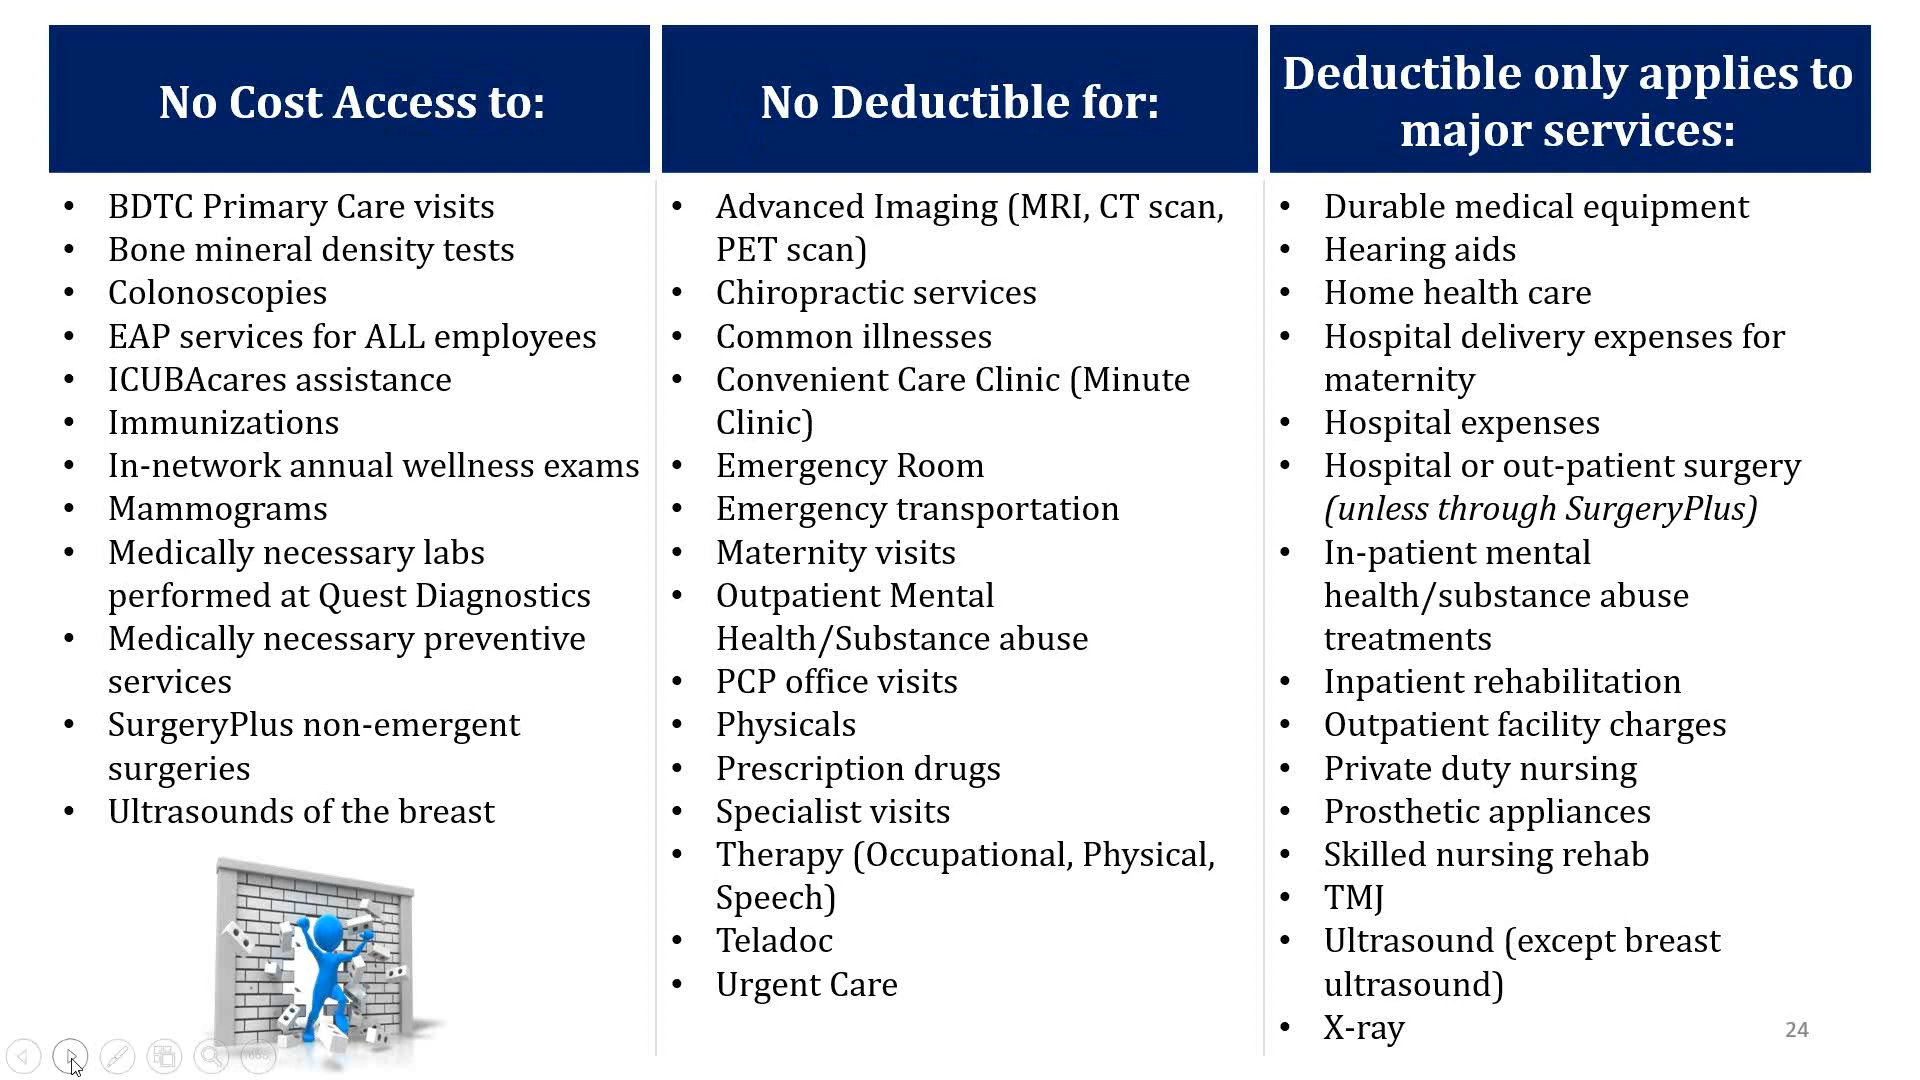 No Cost Access to:
• BDTC Primary Care visits
• Bone mineral density tests
• Colonoscopies
• EAP services for ALL employees
• ICUBAcares assistance
• Immunizations
• In-network annual wellness exams
• Mammograms
• Medically necessary labs
performed at Quest Diagnostics
• Medically necessary preventive
services
• SurgeryPlus non-emergent
surgeries
• Ultrasounds of the breast
No Deductible for:
• Advanced Imaging (MRI, CT scan,
PET scan)
• Chiropractic services
• Common illnesses
• Convenient Care Clinic (Minute
Clinic)
• Emergency Room
• Emergency transportation
• Maternity visits
• Outpatient Mental
Health/Substance abuse
• PCP office visits
• Physicals
• Prescription drugs
• Specialist visits
• Therapy (Occupational, Physical,
Speech)
• Teladoc
• Urgent Care
Deductible only applies to
major services:
• Durable medical equipment
• Hearing aids
• Home health care
• Hospital delivery expenses for
maternity
• Hospital expenses
• Hospital or out-patient surgery
(unless through SurgeryPlus)
• In-patient mental
health/substance abuse
treatments
• Inpatient rehabilitation
• Outpatient facility charges
• Private duty nursing
• Prosthetic appliances
• Skilled nursing rehab
• TMJ
• Ultrasound (except breast
ultrasound)
• X-ray
24